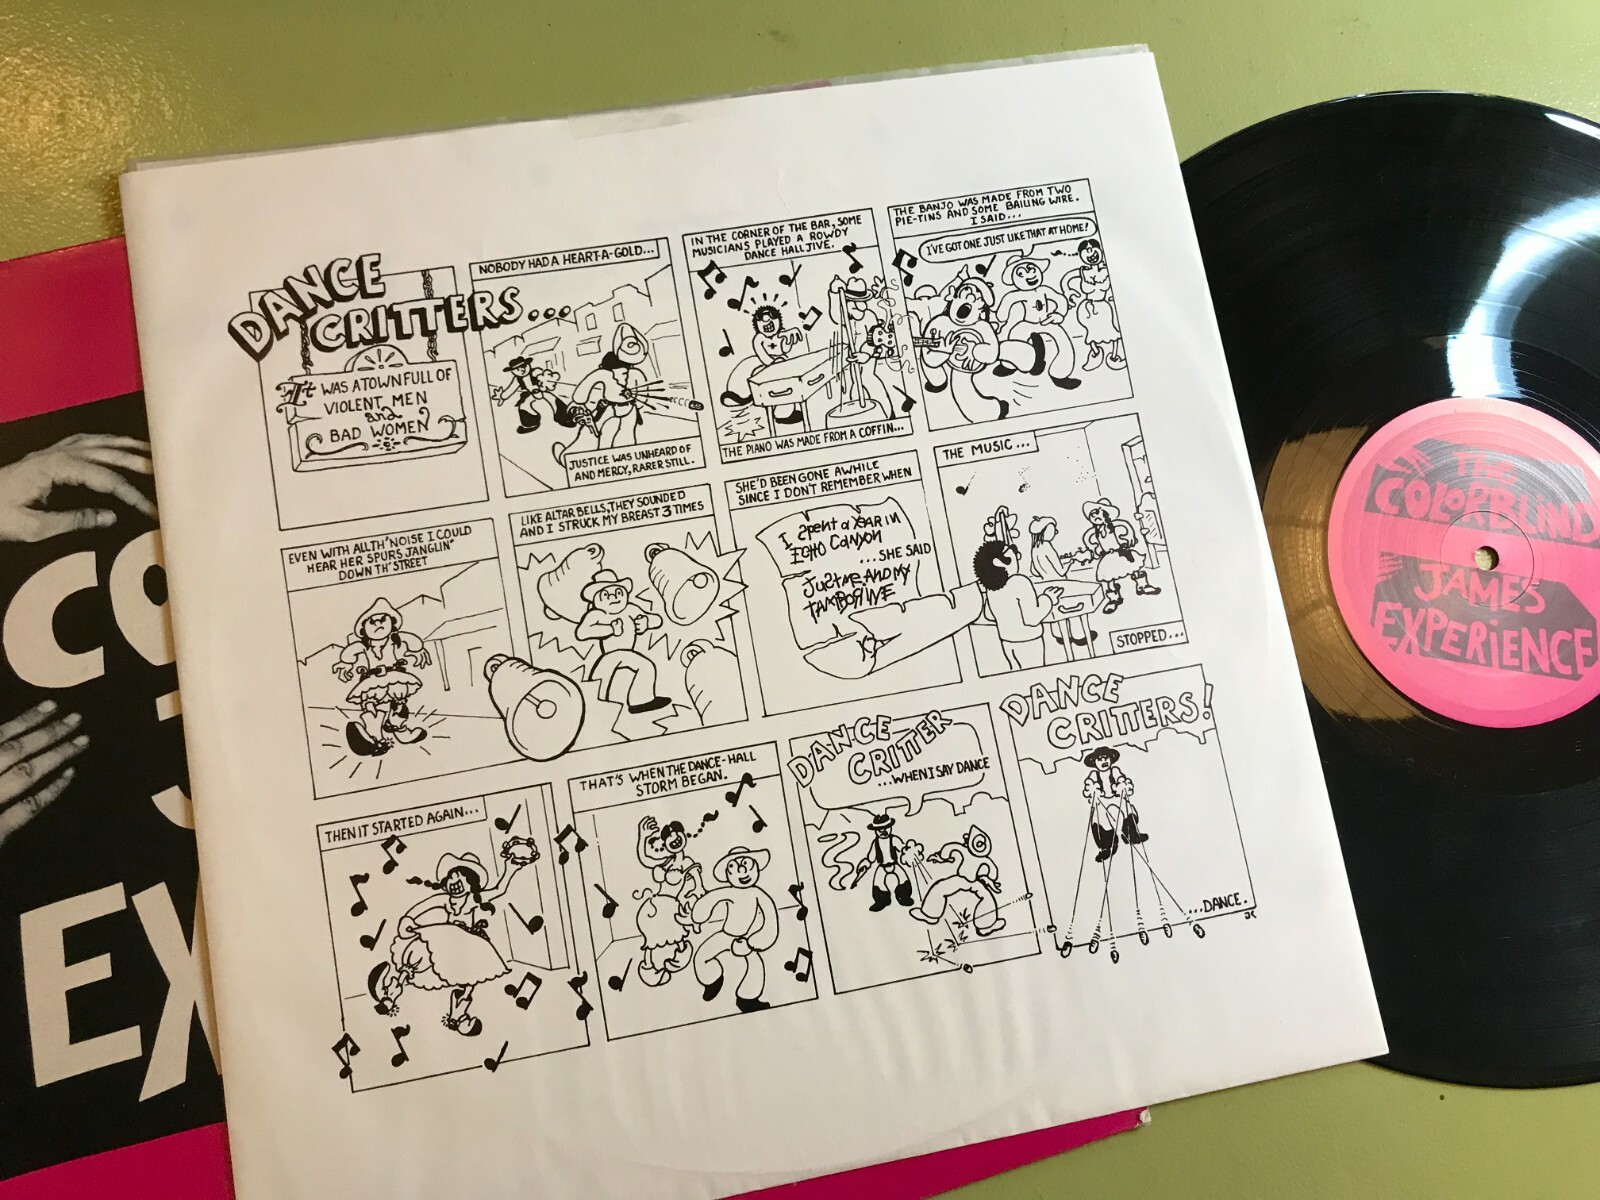 DANCE
CRITTERS...
It WAS A TOWN FULL OF
VIOLENT MEN
and
BAD WOMEN
NOBODY HAD A HEART-A-GOLD...
JUSTICE WAS UNHEARD OF
AND MERCY, RARER STILL.
IN THE CORNER OF THE BAR, SOME
MUSICIANS PLAYED A ROWDY
DANCE HALL JIVE.
THE PIANO WAS MADE FROM A COFFIN...
THE BANJO WAS MADE FROM TWO
PIE-TINS AND SOME BAILING WIRE.
I SAID...
I'VE GOT ONE JUST LIKE THAT AT HOME!
EVEN WITH ALL TH' NOISE I COULD
HEAR HER SPURS JANGLIN'
DOWN TH' STREET
LIKE ALTAR BELLS, THEY SOUNDED
AND I STRUCK MY BREAST 3 TIMES
SHE'D BEEN GONE AWHILE
SINCE I DON'T REMEMBER WHEN
I Spent a YEAR IN
ECHO CANYON
...SHE SAID
JUST ME AND MY
TAMBORINE
THE MUSIC...
STOPPED...
THEN IT STARTED AGAIN...
THAT'S WHEN THE DANCE-HALL
STORM BEGAN.
DANCE
CRITTER
...WHEN I SAY DANCE
DANCE
CRITTERS!
...DANCE.
JC
The
COLORBLIND
JAMES
EXPERIENCE
CO
J
EX